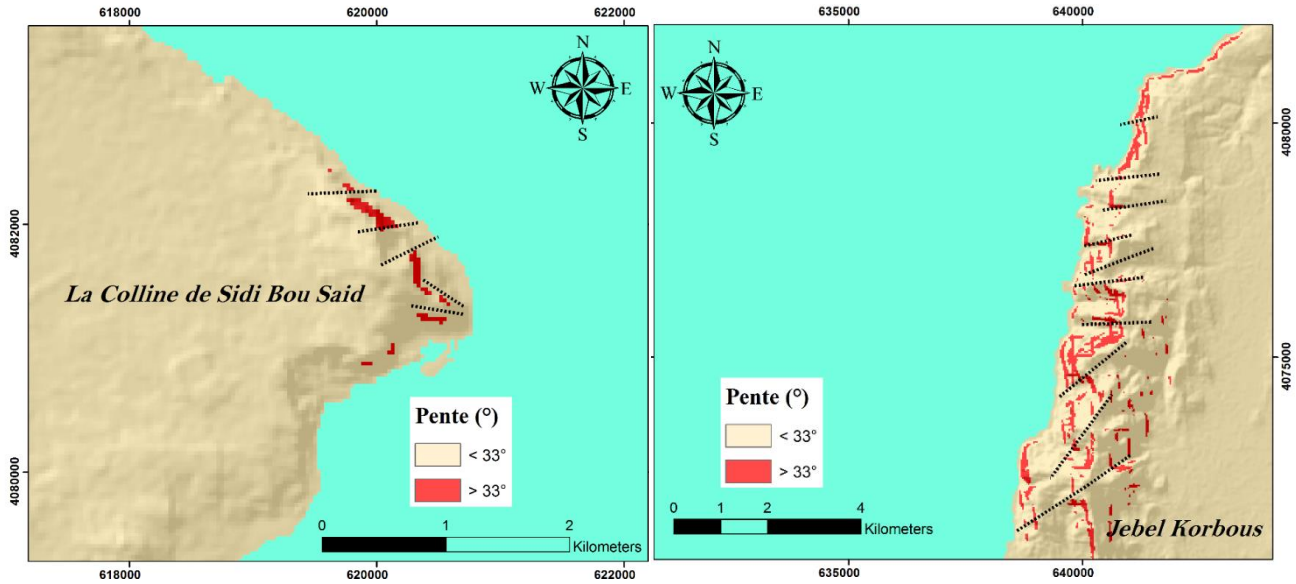 618000
620000
622000
635000
640000
N
W
E
S
N
W
E
S
4082000
4080000
La Colline de Sidi Bou Said
Pente (°)
< 33°
> 33°
0
1
2
Kilometers
4080000
4075000
Pente (°)
< 33°
> 33°
0
1
2
4
Kilometers
Jebel Korbous
618000
620000
622000
635000
640000